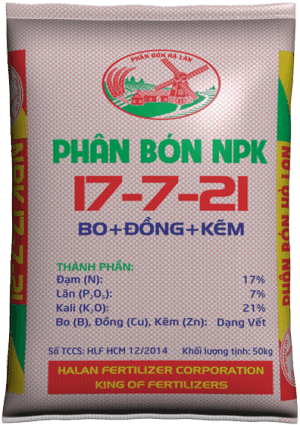 PHÂN BÓN HÀ LAN
PHÂN BÓN NPK
17-7-21
BO+ĐỒNG+KẼM
THÀNH PHẦN:
Đạm (N): 17%
Lân (P₂O₅): 7%
Kali (K₂O): 21%
Bo (B), Đồng (Cu), Kẽm (Zn): Dạng Vết
Số TCCS: HLF HCM 12/2014 Khối lượng tịnh: 50kg
HALAN FERTILIZER CORPORATION
KING OF FERTILIZERS
NPK 17-7-21
PHÂN BÓN HÀ LAN